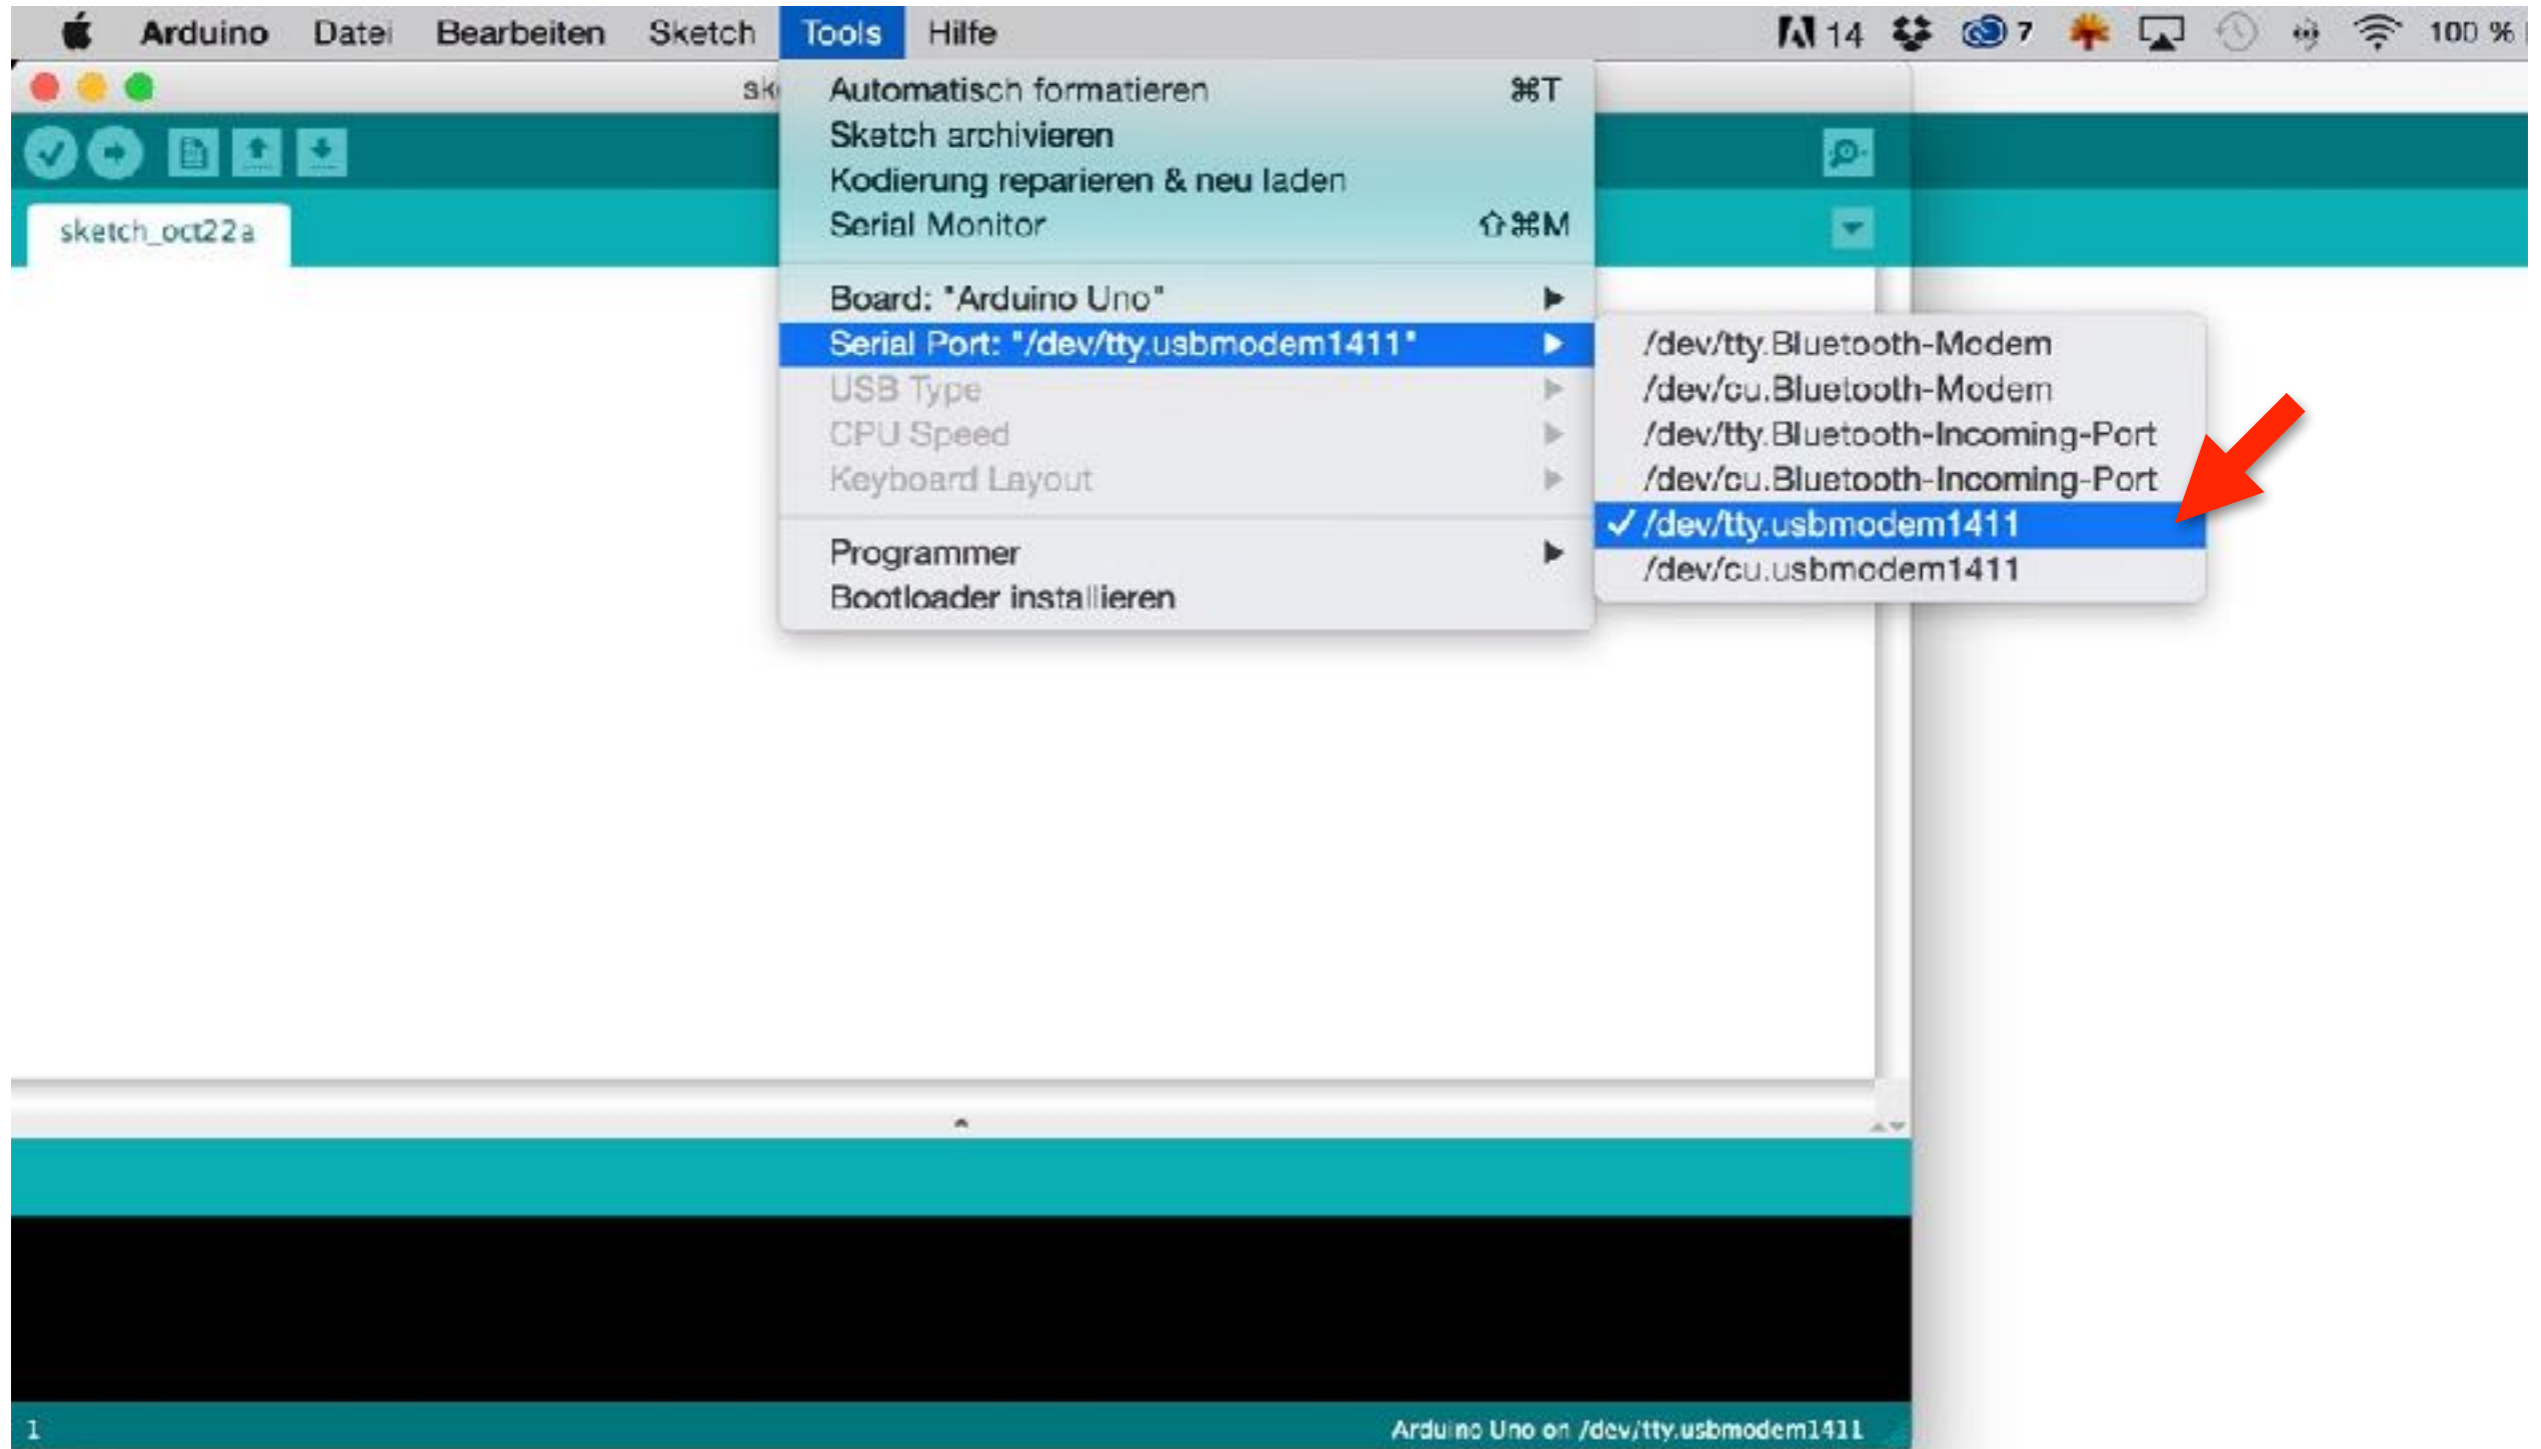 Arduino Datei Bearbeiten Sketch Tools Hilfe 14 7 100 %
sk
Automatisch formatieren ⌘T
Sketch archivieren
Kodierung reparieren & neu laden
Serial Monitor ⇧⌘M
sketch_oct22a
Board: "Arduino Uno"
Serial Port: "/dev/tty.usbmodem1411"
USB Type
CPU Speed
Keyboard Layout
Programmer
Bootloader installieren
/dev/tty.Bluetooth-Modem
/dev/cu.Bluetooth-Modem
/dev/tty.Bluetooth-Incoming-Port
/dev/cu.Bluetooth-Incoming-Port
✓ /dev/tty.usbmodem1411
/dev/cu.usbmodem1411
1 Arduino Uno on /dev/tty.usbmodem1411